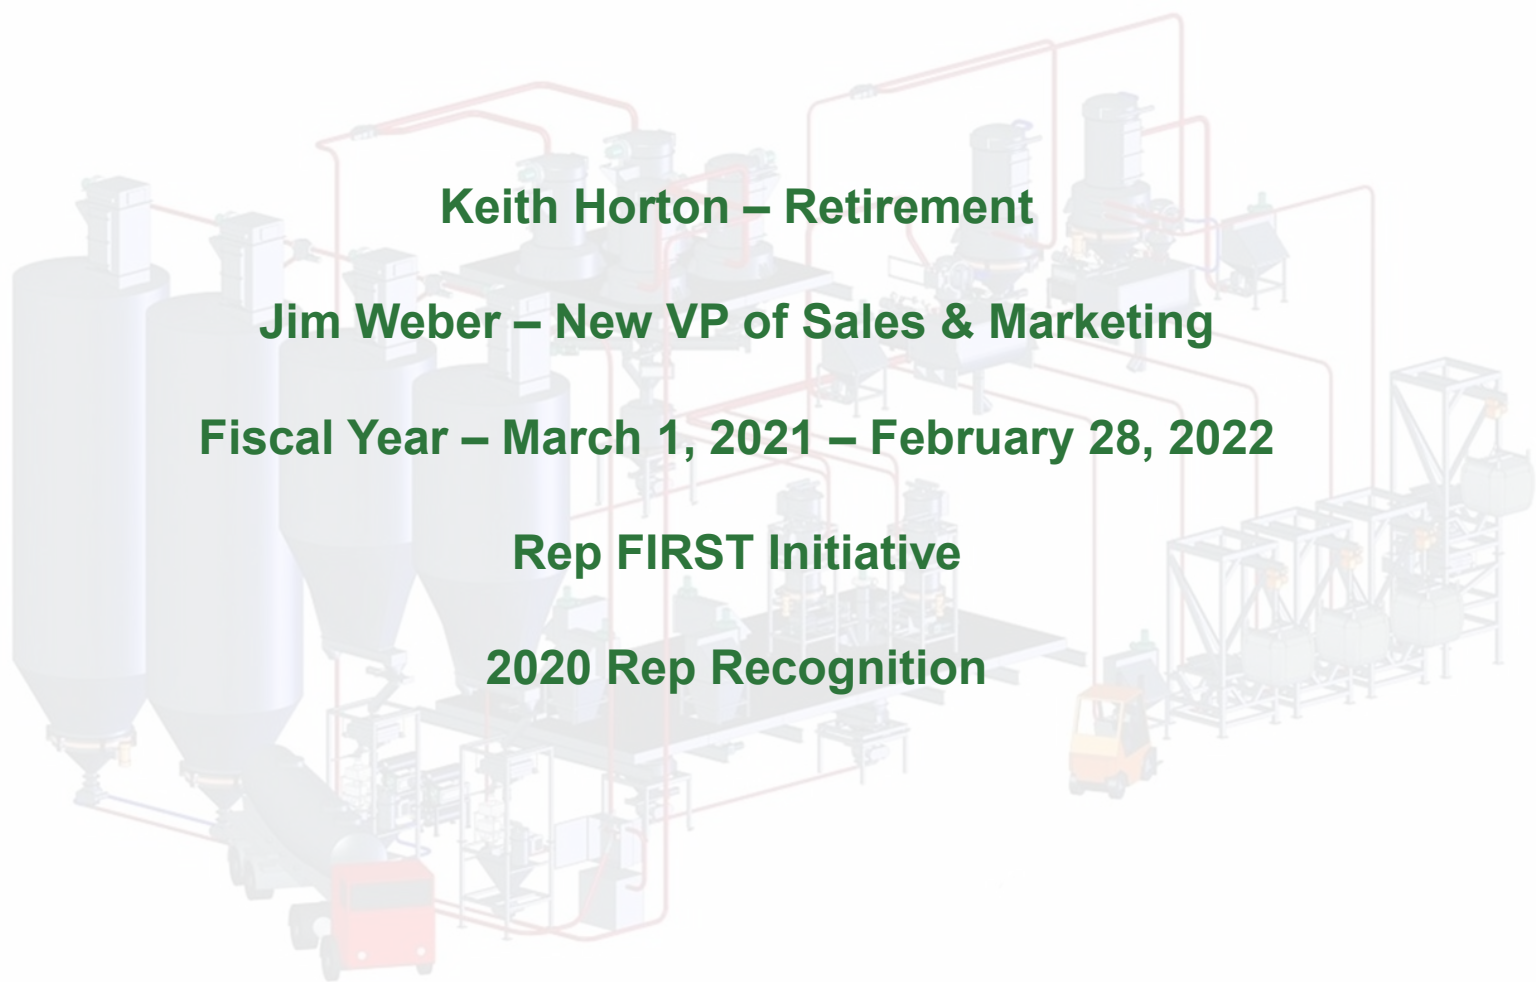 Keith Horton – Retirement
Jim Weber – New VP of Sales & Marketing
Fiscal Year – March 1, 2021 – February 28, 2022
Rep FIRST Initiative
2020 Rep Recognition